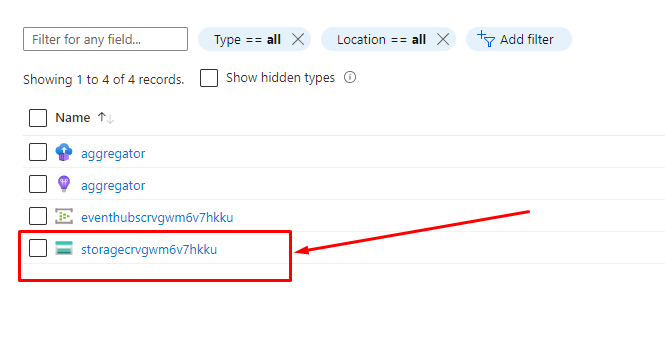 Filter for any field...
Type == all
Location == all
Add filter
Showing 1 to 4 of 4 records.
Show hidden types
Name
aggregator
aggregator
eventhubscrvgwm6v7hkku
storagecrvgwm6v7hkku